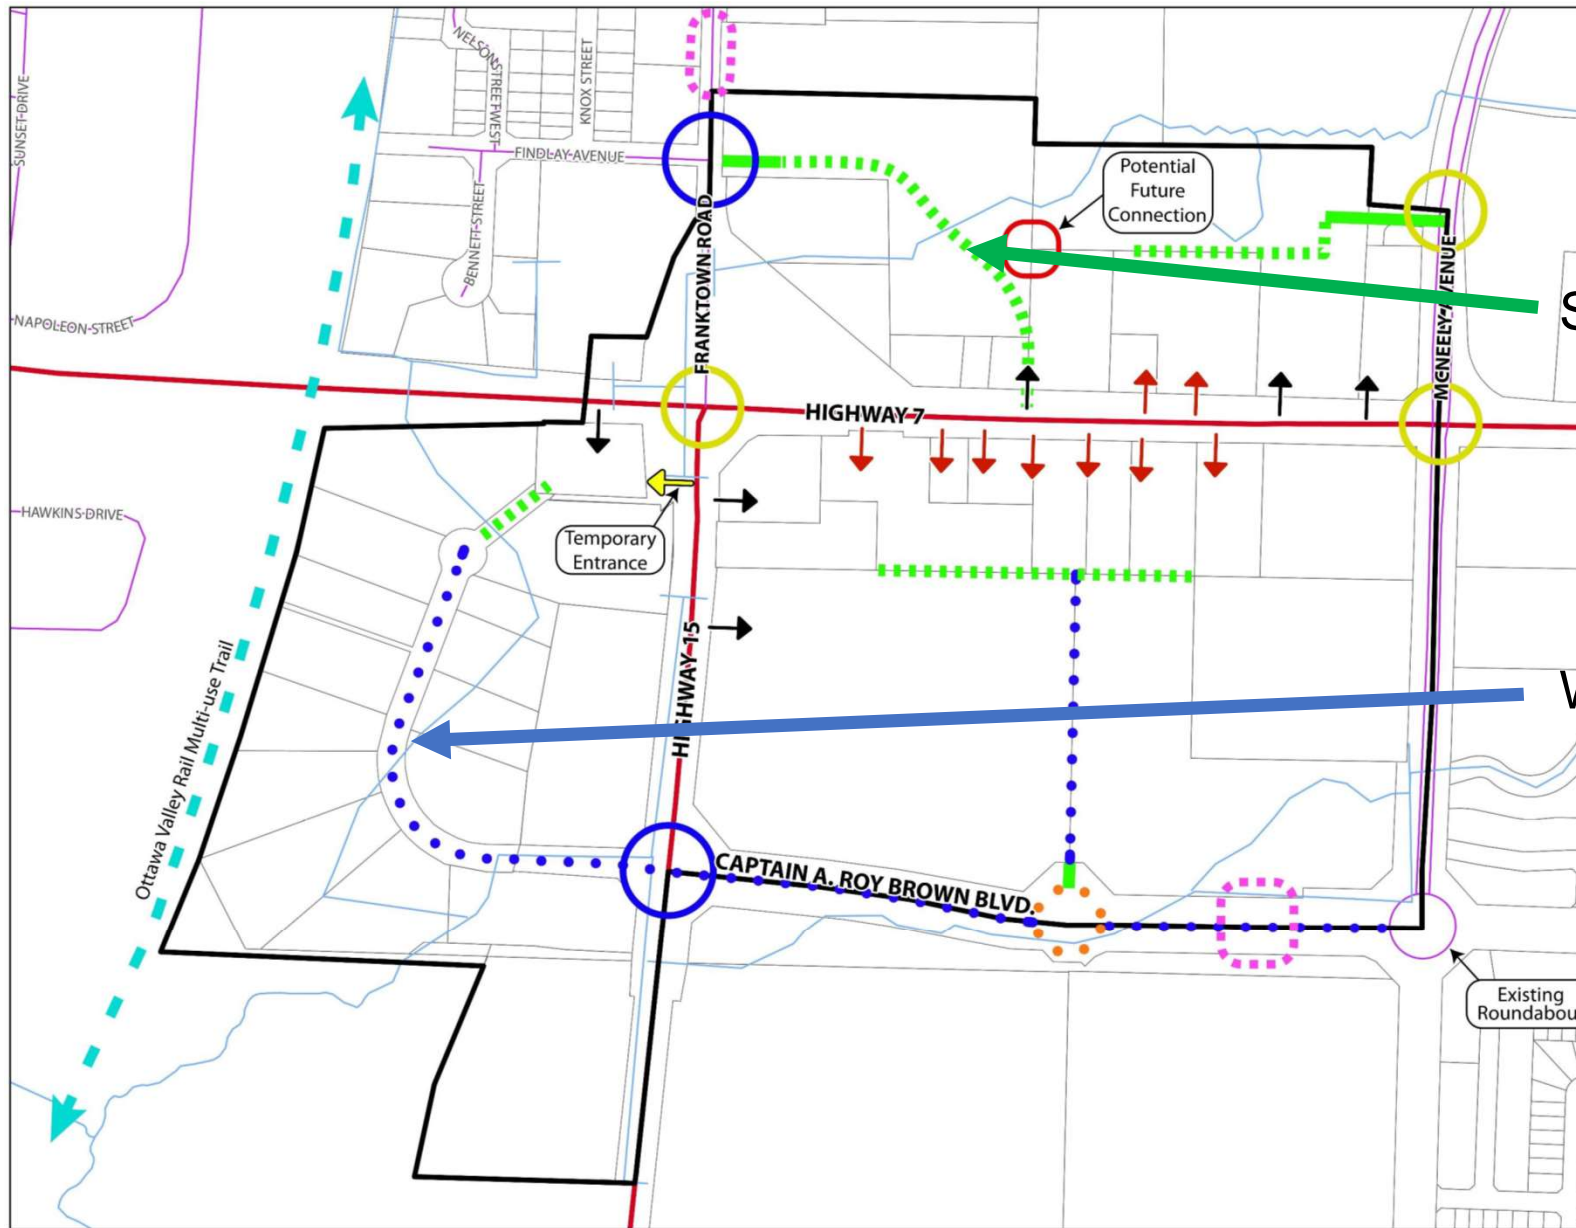 NELSON STREET WEST
KNOX STREET
SUNSET DRIVE
FINDLAY AVENUE
Potential
Future
Connection
BENNETT STREET
FRANKTOWN ROAD
MCNEELY AVENUE
S
NAPOLEON STREET
HIGHWAY 7
HAWKINS DRIVE
Temporary
Entrance
HIGHWAY 15
Ottawa Valley Rail Multi-use Trail
CAPTAIN A. ROY BROWN BLVD.
Existing
Roundabou